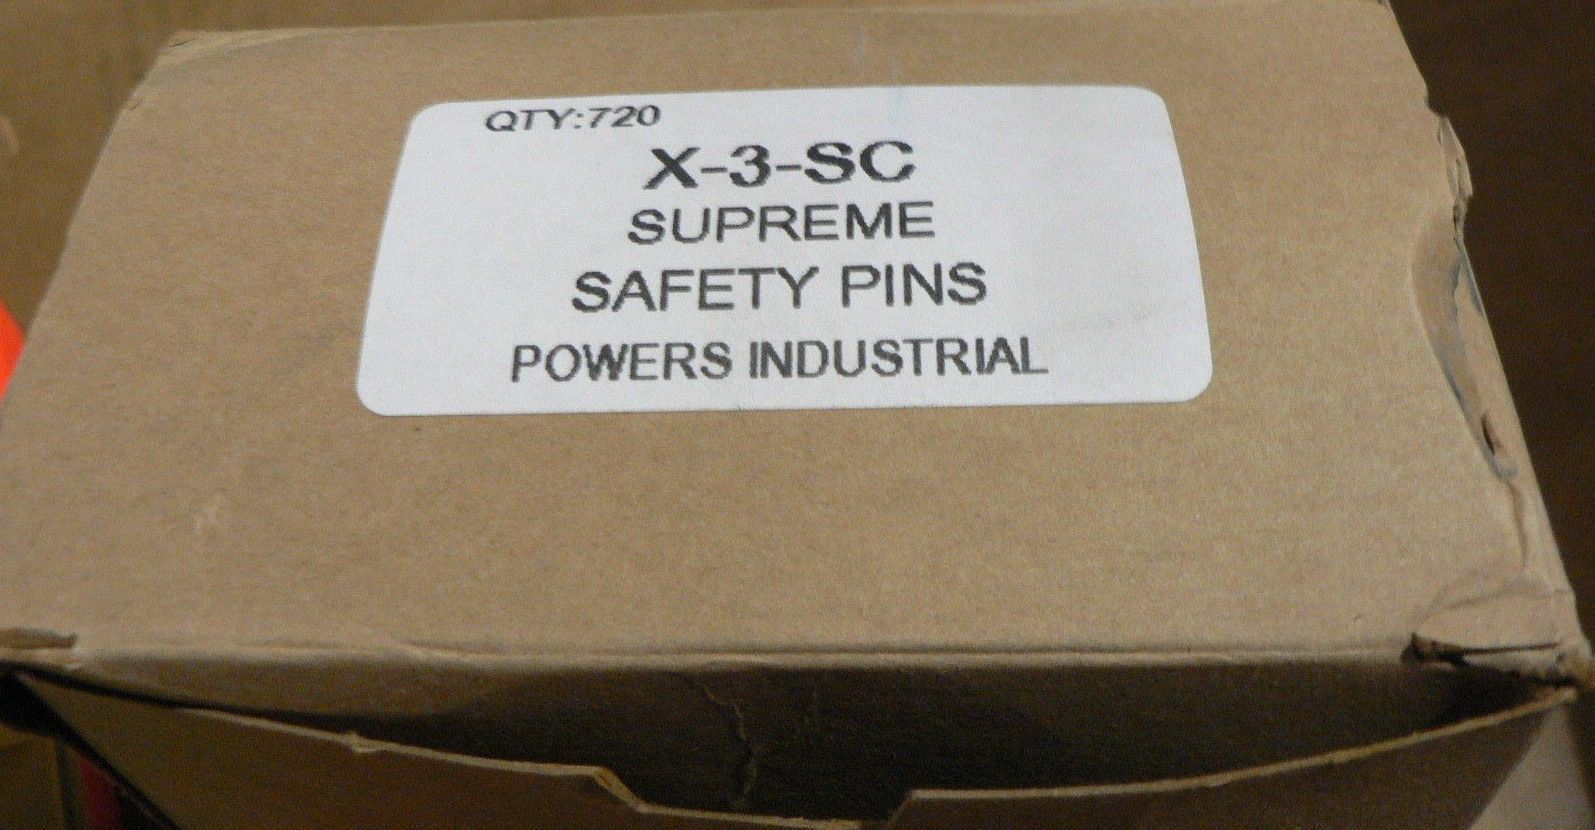 QTY:720
X-3-SC
SUPREME
SAFETY PINS
POWERS INDUSTRIAL